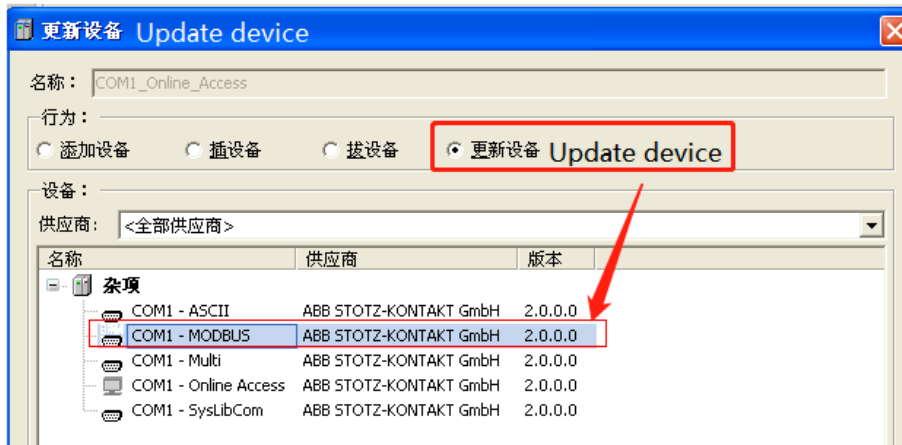 更新设备 Update device
名称： COM1_Online_Access
行为：
添加设备 插设备 拔设备 更新设备 Update device
设备：
供应商: <全部供应商>
名称 供应商 版本
杂项
COM1 - ASCII ABB STOTZ-KONTAKT GmbH 2.0.0.0
COM1 - MODBUS ABB STOTZ-KONTAKT GmbH 2.0.0.0
COM1 - Multi ABB STOTZ-KONTAKT GmbH 2.0.0.0
COM1 - Online Access ABB STOTZ-KONTAKT GmbH 2.0.0.0
COM1 - SysLibCom ABB STOTZ-KONTAKT GmbH 2.0.0.0